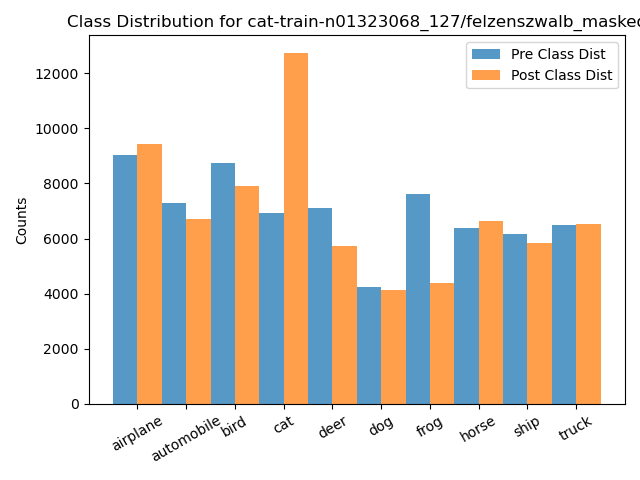 Class Distribution for cat-train-n01323068_127/felzenszwalb_masked
Pre Class Dist
Post Class Dist
Counts
12000
10000
8000
6000
4000
2000
0
airplane
automobile
bird
cat
deer
dog
frog
horse
ship
truck